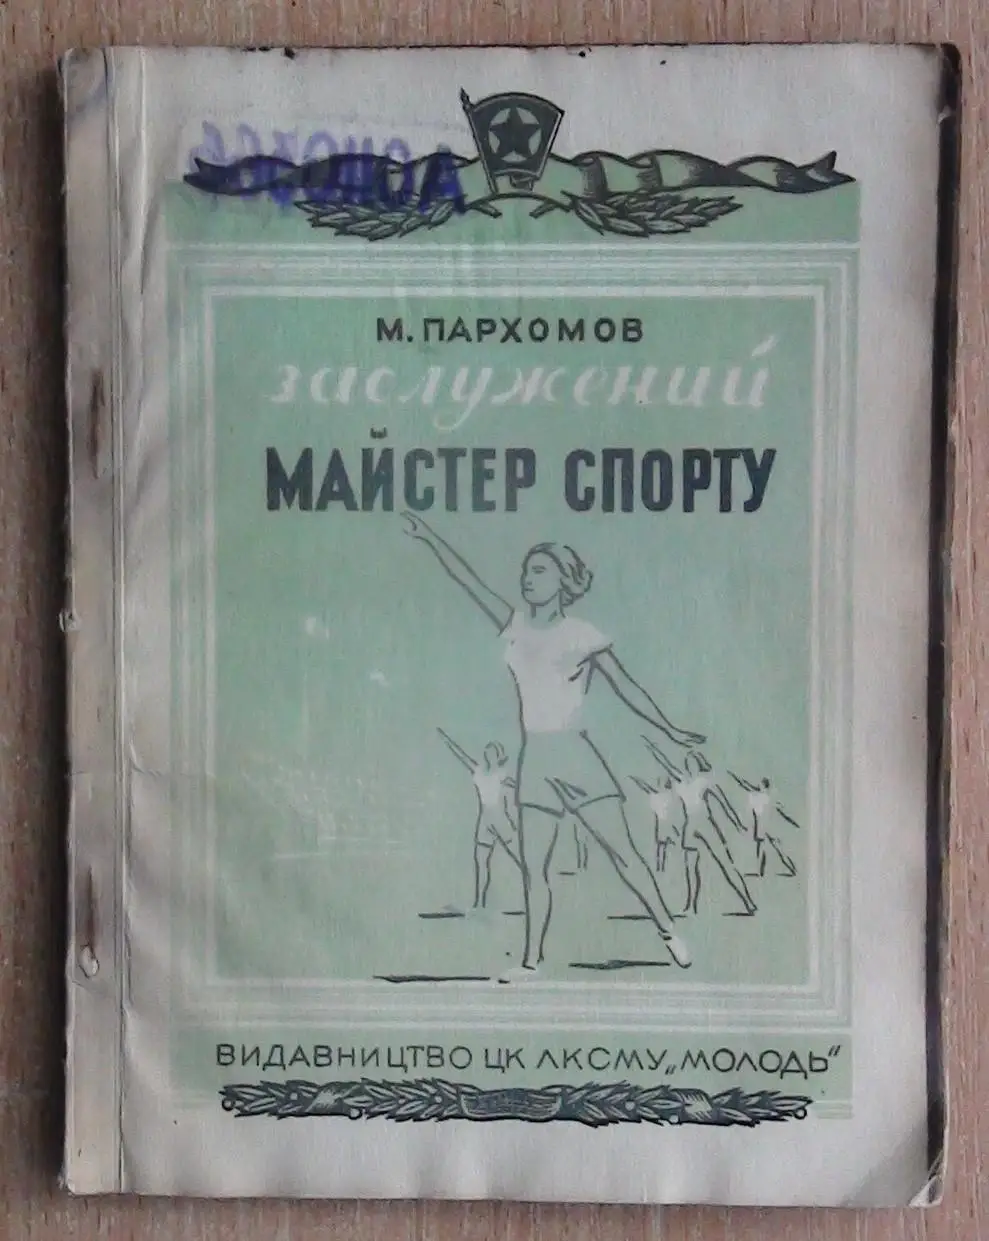 М. ПАРХОМОВ
заслужений
МАЙСТЕР СПОРТУ
ВИДАВНИЦТВО ЦК ЛКСМУ „МОЛОДЬ“